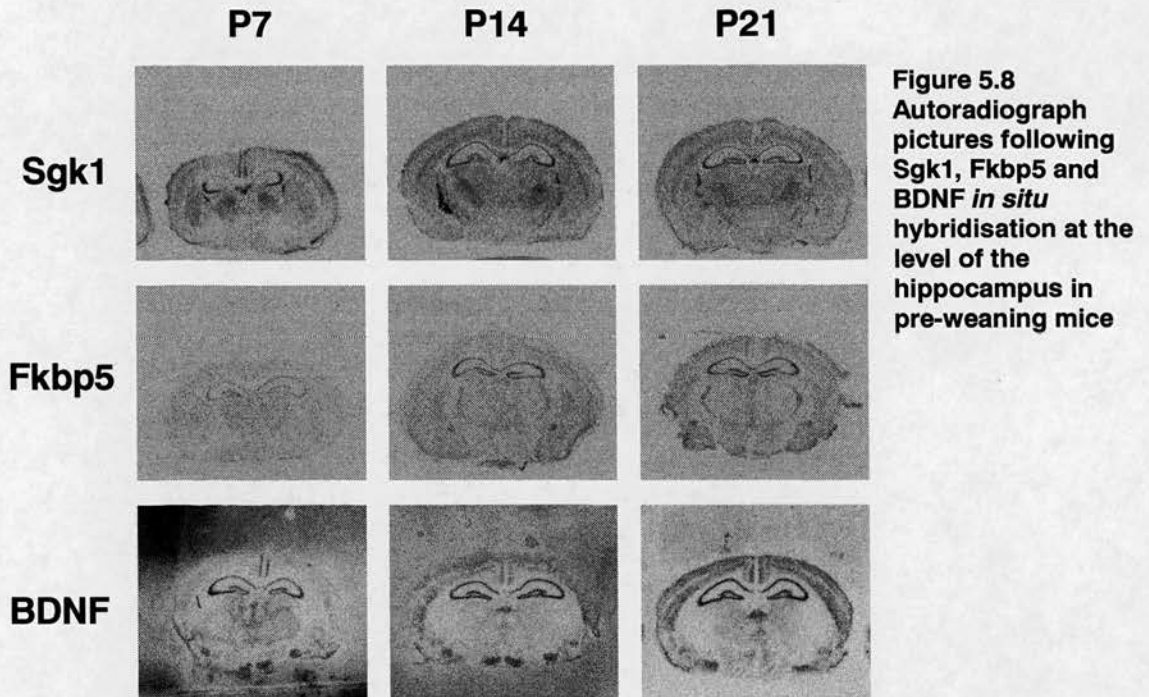 P7 P14 P21
Sgk1
Fkbp5
BDNF
Figure 5.8
Autoradiograph
pictures following
Sgk1, Fkbp5 and
BDNF in situ
hybridisation at the
level of the
hippocampus in
pre-weaning mice